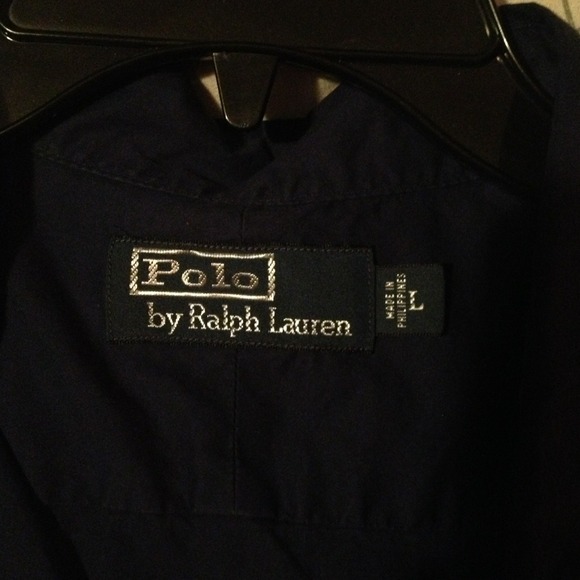 Polo
by Ralph Lauren
MADE IN
PHILIPPINES
L